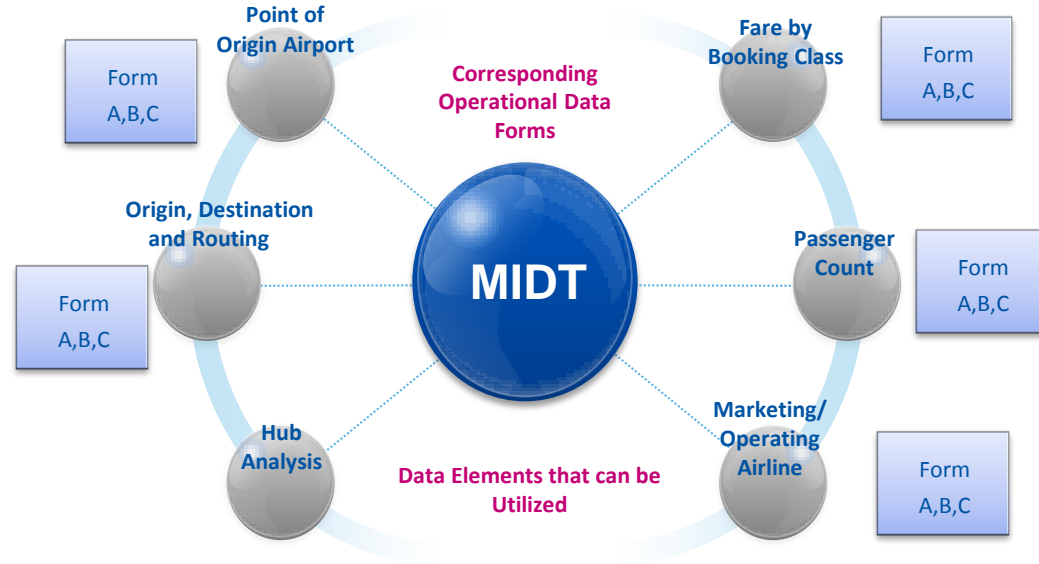 Point of
Origin Airport
Fare by
Booking Class
Form
A,B,C
Corresponding
Operational Data
Forms
Form
A,B,C
Origin, Destination
and Routing
MIDT
Passenger
Count
Form
A,B,C
Form
A,B,C
Hub
Analysis
Data Elements that can be
Utilized
Marketing/
Operating
Airline
Form
A,B,C